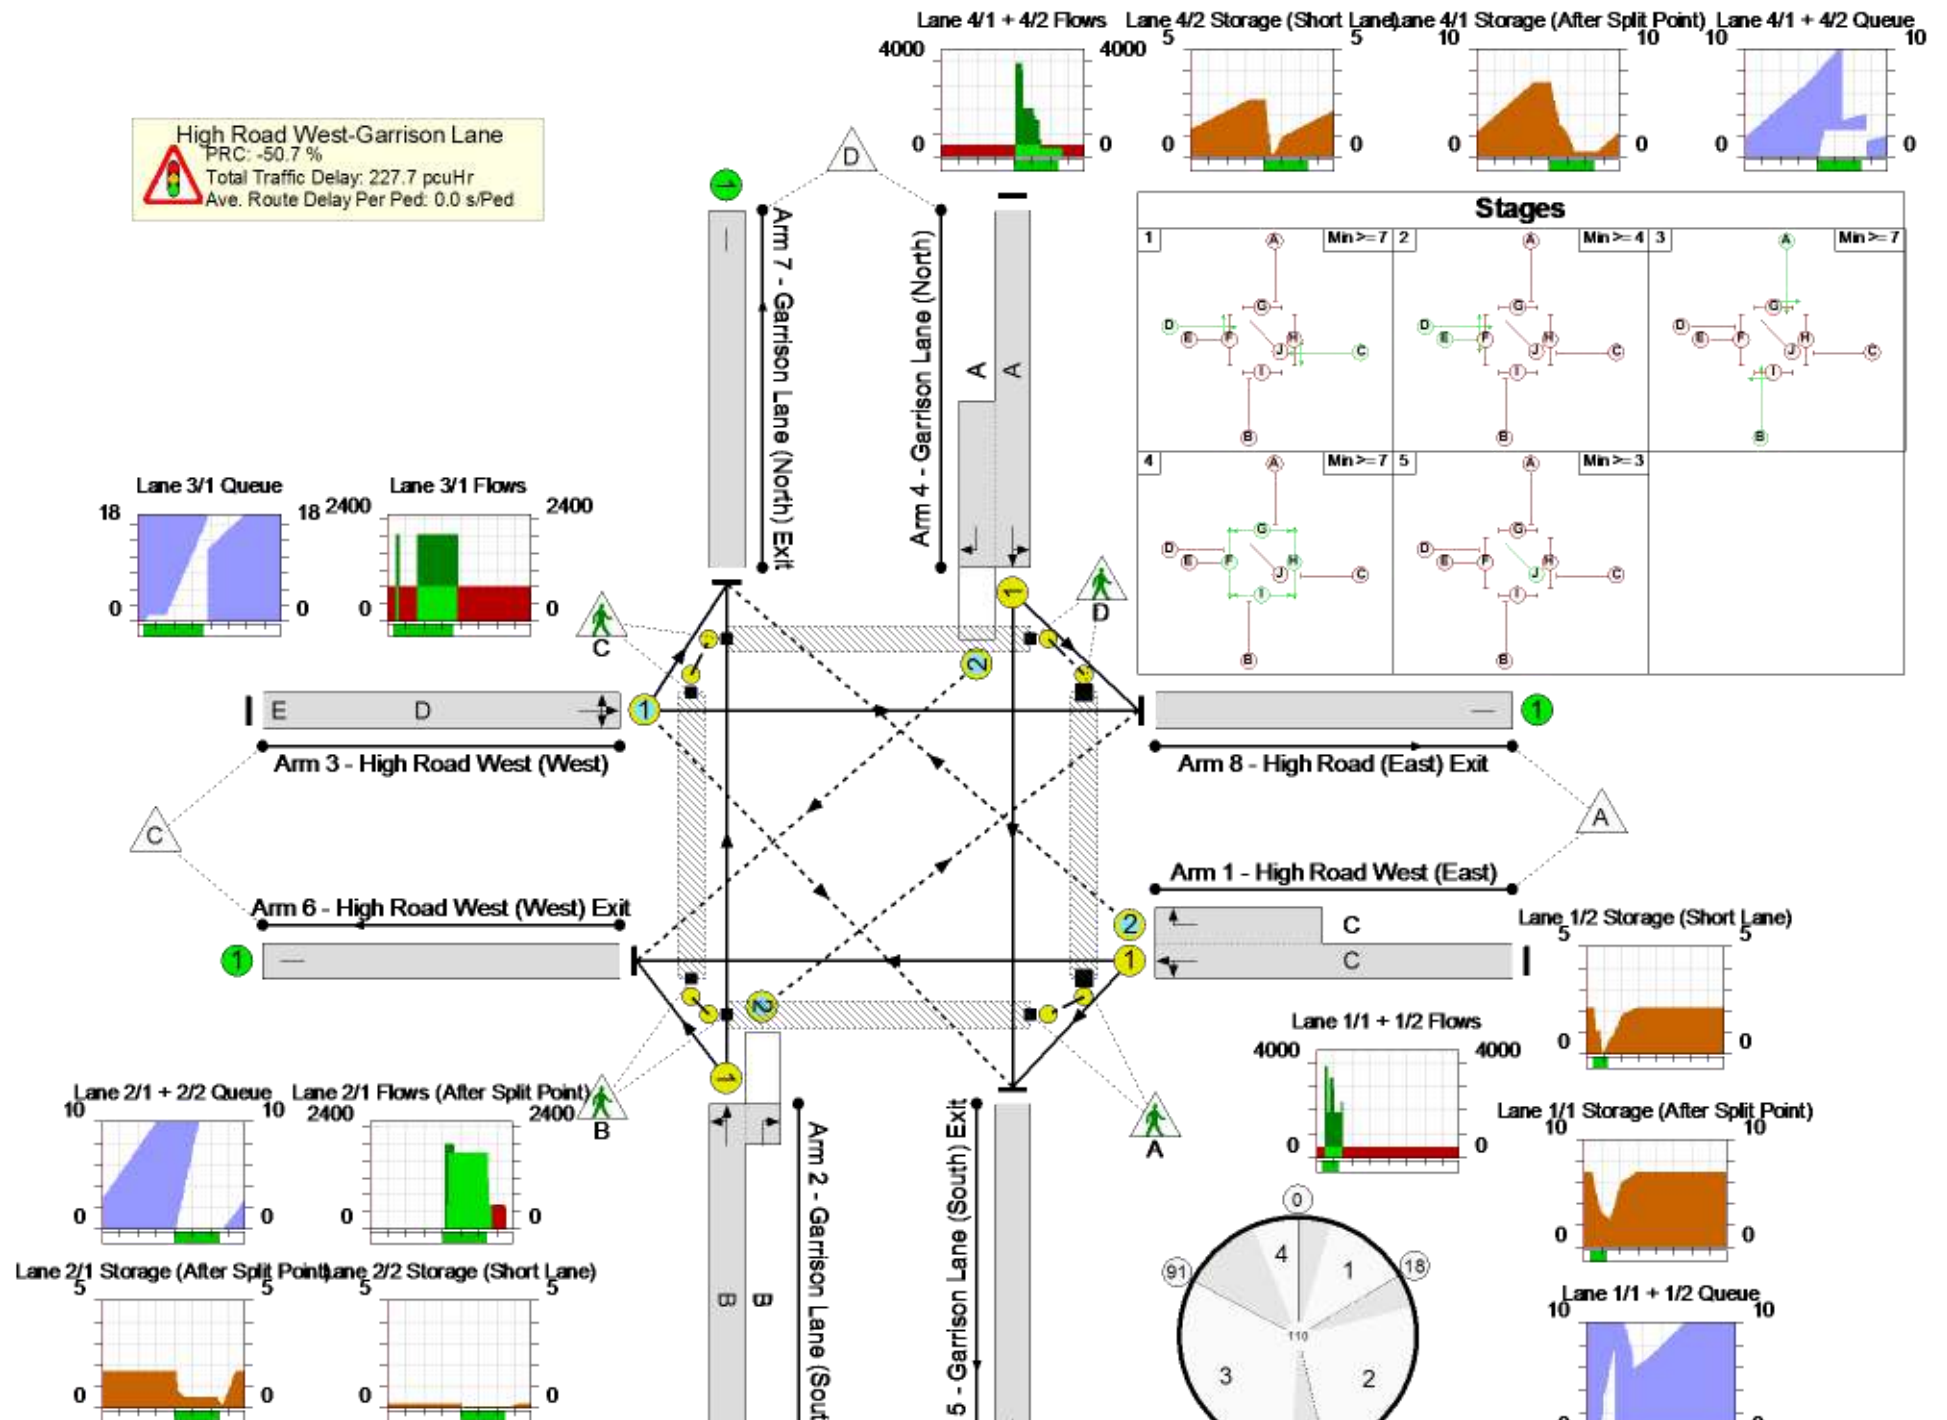 Lane 4/1 + 4/2 Flows
4000
4000
0
0
Lane 4/2 Storage (Short Lane)
5
5
0
0
Lane 4/1 Storage (After Split Point)
10
10
0
0
Lane 4/1 + 4/2 Queue
10
10
0
0
High Road West-Garrison Lane
PRC: -50.7 %
Total Traffic Delay: 227.7 pcuHr
Ave. Route Delay Per Ped: 0.0 s/Ped
D
1
Arm 7 - Garrison Lane (North) Exit
Arm 4 - Garrison Lane (North)
A
A
Stages
1
Min >= 7
A
G
D
E
F
H
J
C
I
B
2
Min >= 4
A
G
D
E
F
H
J
C
I
B
3
Min >= 7
A
G
D
E
F
H
J
C
I
B
4
Min >= 7
A
G
D
E
F
H
J
C
I
B
5
Min >= 3
A
G
D
E
F
H
J
C
I
B
Lane 3/1 Queue
18
18
0
0
Lane 3/1 Flows
2400
2400
0
0
C
1
D
2
E
D
1
1
Arm 3 - High Road West (West)
Arm 8 - High Road (East) Exit
C
A
Arm 6 - High Road West (West) Exit
1
Arm 1 - High Road West (East)
2
C
1
C
Lane 1/2 Storage (Short Lane)
5
5
0
0
2
1
B
A
Lane 1/1 + 1/2 Flows
4000
4000
0
0
Lane 2/1 + 2/2 Queue
10
10
0
0
Lane 2/1 Flows (After Split Point)
2400
2400
0
0
Lane 1/1 Storage (After Split Point)
10
10
0
0
Lane 2/1 Storage (After Split Point)
5
5
0
0
Lane 2/2 Storage (Short Lane)
5
5
0
0
B
B
Arm 2 - Garrison Lane (Sout
5 - Garrison Lane (South) Exit
0
4
1
18
91
110
3
2
Lane 1/1 + 1/2 Queue
10
10